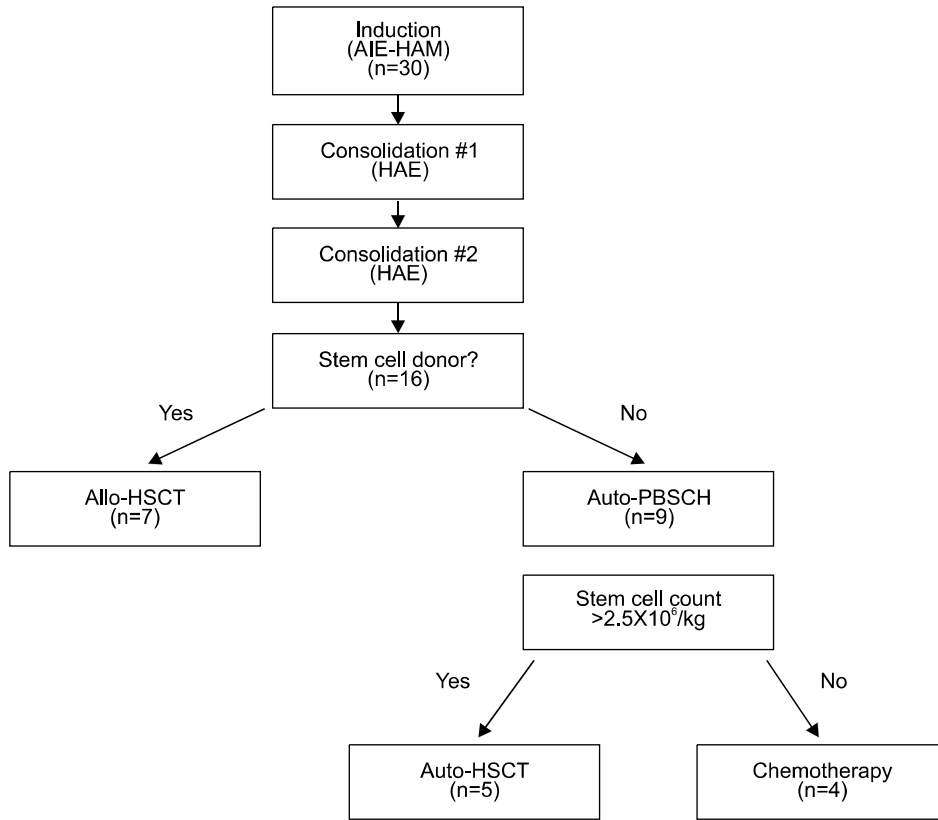 Induction
(AIE-HAM)
(n=30)
Consolidation #1
(HAE)
Consolidation #2
(HAE)
Stem cell donor?
(n=16)
Yes
No
Allo-HSCT
(n=7)
Auto-PBSCH
(n=9)
Stem cell count
>2.5X10⁶/kg
Yes
No
Auto-HSCT
(n=5)
Chemotherapy
(n=4)